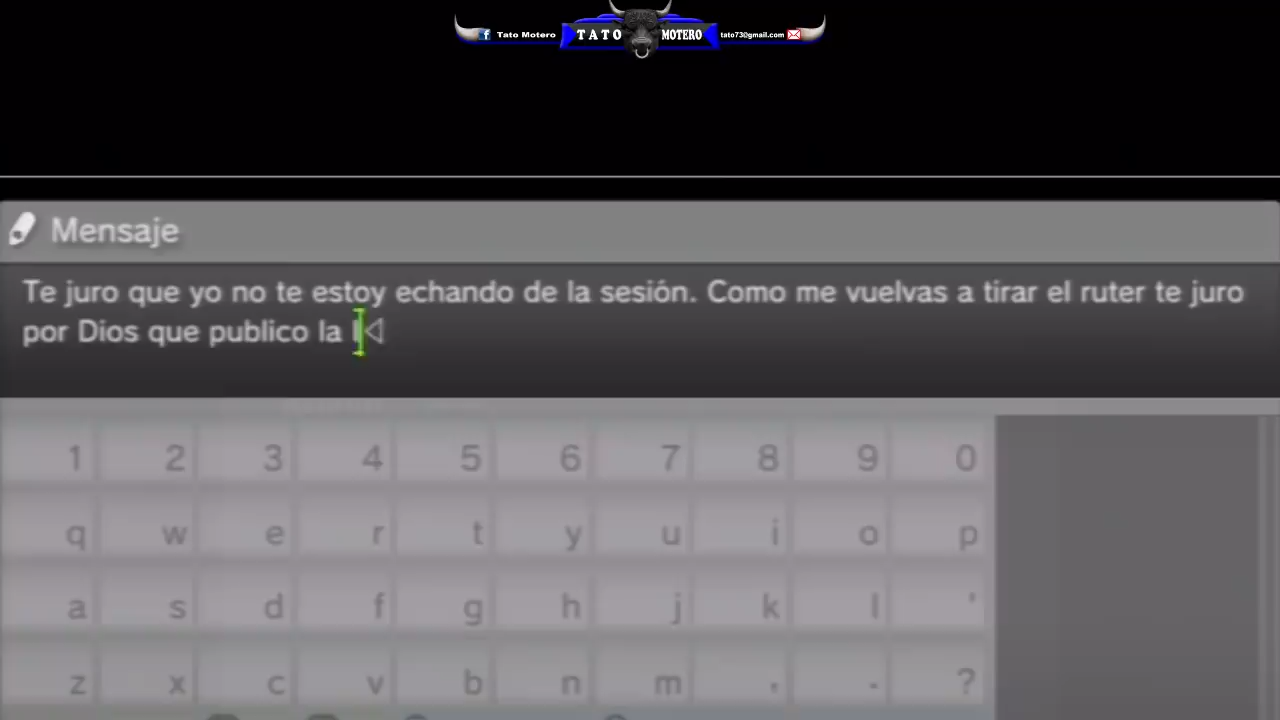 Tato Motero
TATO MOTERO
tato73@gmail.com
Mensaje
Te juro que yo no te estoy echando de la sesión. Como me vuelvas a tirar el ruter te juro
por Dios que publico la
1 2 3 4 5 6 7 8 9 0
q w e r t y u i o p
a s d f g h j k l '
z x c v b n m , . ?